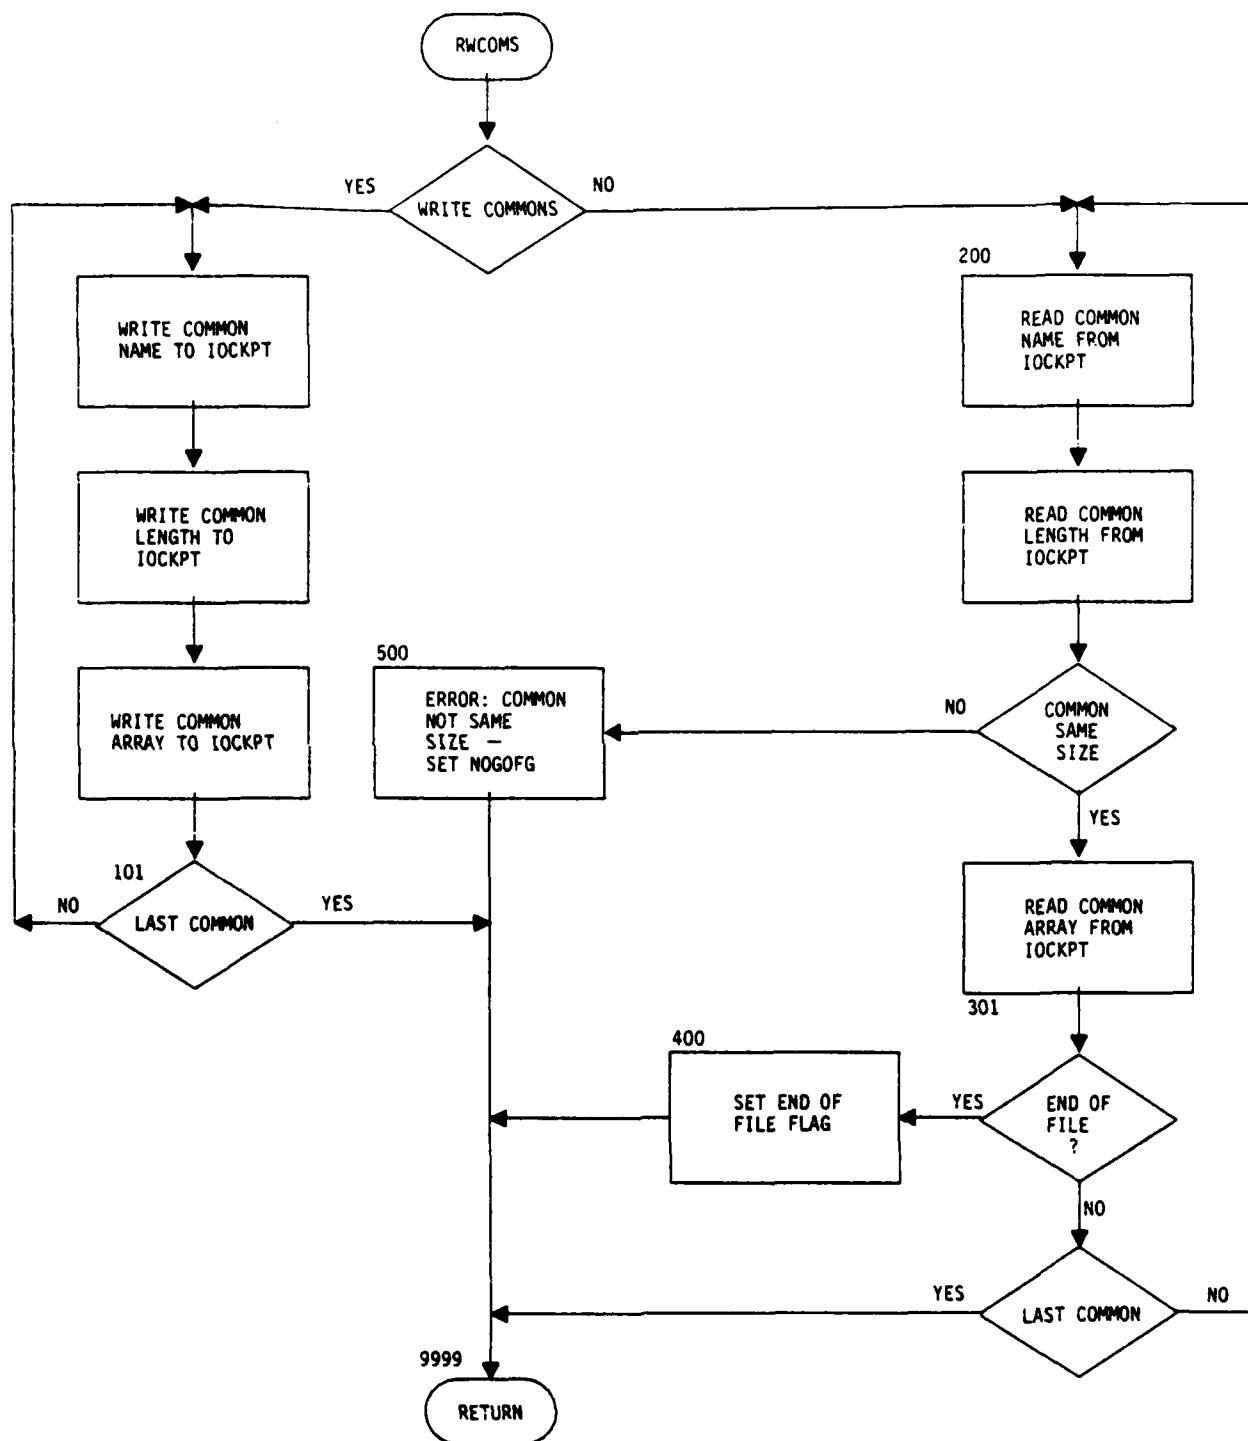 RWCOMS
YES
WRITE COMMONS
NO
WRITE COMMON
NAME TO IOCKPT
200
READ COMMON
NAME FROM
IOCKPT
WRITE COMMON
LENGTH TO
IOCKPT
READ COMMON
LENGTH FROM
IOCKPT
WRITE COMMON
ARRAY TO IOCKPT
500
ERROR: COMMON
NOT SAME
SIZE —
SET NOGOFG
NO
COMMON
SAME
SIZE
YES
101
NO
LAST COMMON
YES
READ COMMON
ARRAY FROM
IOCKPT
301
400
SET END OF
FILE FLAG
YES
END OF
FILE
?
NO
YES
LAST COMMON
NO
9999
RETURN